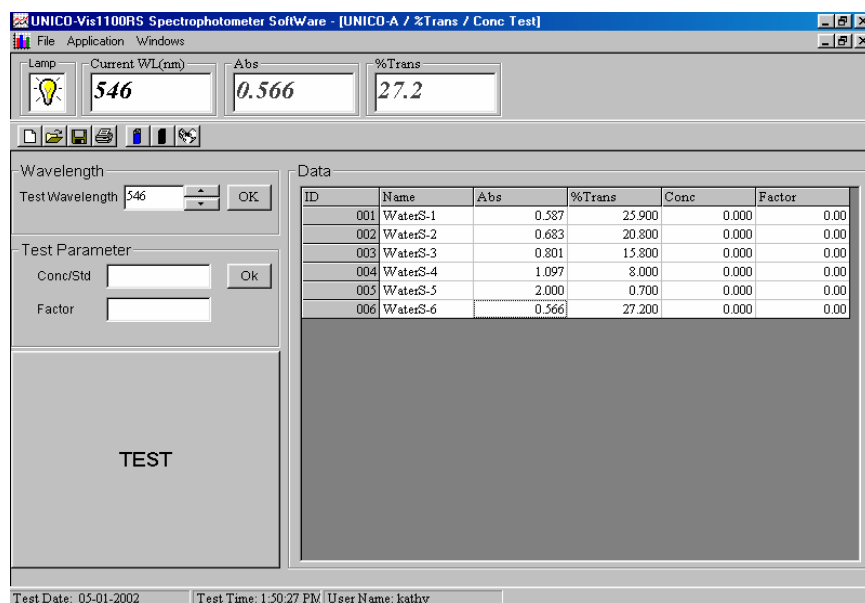 UNICO-Vis1100RS Spectrophotometer SoftWare - [UNICO-A / %Trans / Conc Test]
File Application Windows
Lamp Current WL(nm) Abs %Trans
546 0.566 27.2
Wavelength
Test Wavelength 546 OK
Test Parameter
Conc/Std Ok
Factor
TEST
Data
ID Name Abs %Trans Conc Factor
001 WaterS-1 0.587 25.900 0.000 0.00
002 WaterS-2 0.683 20.800 0.000 0.00
003 WaterS-3 0.801 15.800 0.000 0.00
004 WaterS-4 1.097 8.000 0.000 0.00
005 WaterS-5 2.000 0.700 0.000 0.00
006 WaterS-6 0.566 27.200 0.000 0.00
Test Date: 05-01-2002 Test Time: 1:50:27 PM User Name: kathy